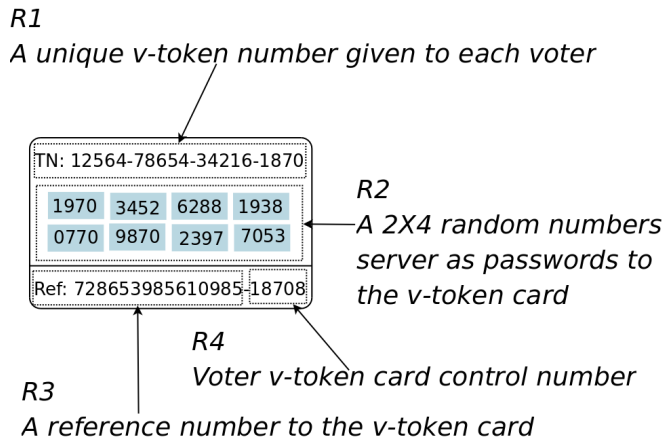 R1
A unique v-token number given to each voter
TN: 12564-78654-34216-1870
1970 3452 6288 1938
0770 9870 2397 7053
R2
A 2X4 random numbers
server as passwords to
the v-token card
Ref: 728653985610985-18708
R4
Voter v-token card control number
R3
A reference number to the v-token card